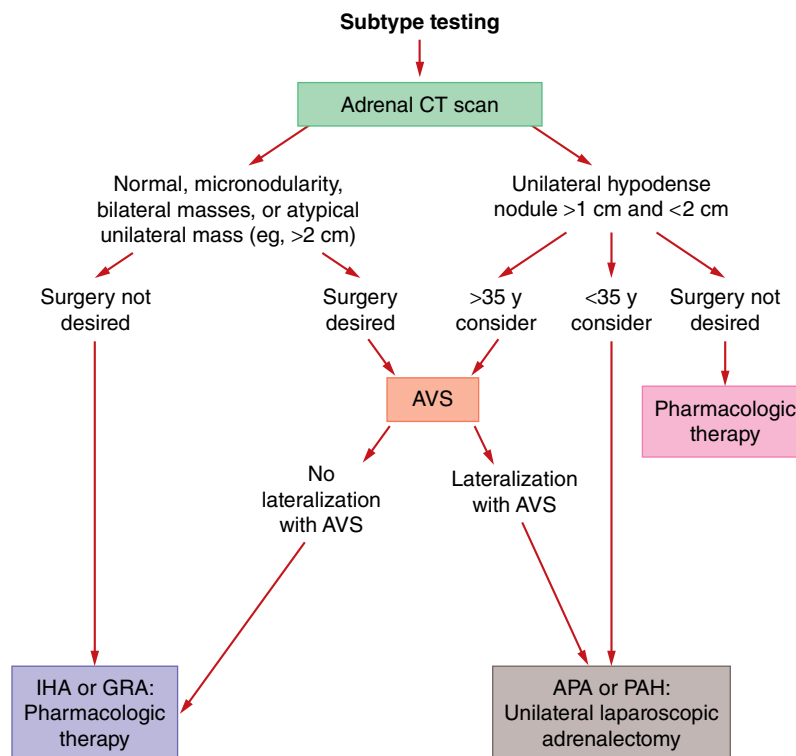 Subtype testing
Adrenal CT scan
Normal, micronodularity,
bilateral masses, or atypical
unilateral mass (eg, >2 cm)
Unilateral hypodense
nodule >1 cm and <2 cm
Surgery not
desired
Surgery
desired
>35 y
consider
<35 y
consider
Surgery not
desired
AVS
Pharmacologic
therapy
No
lateralization
with AVS
Lateralization
with AVS
IHA or GRA:
Pharmacologic
therapy
APA or PAH:
Unilateral laparoscopic
adrenalectomy